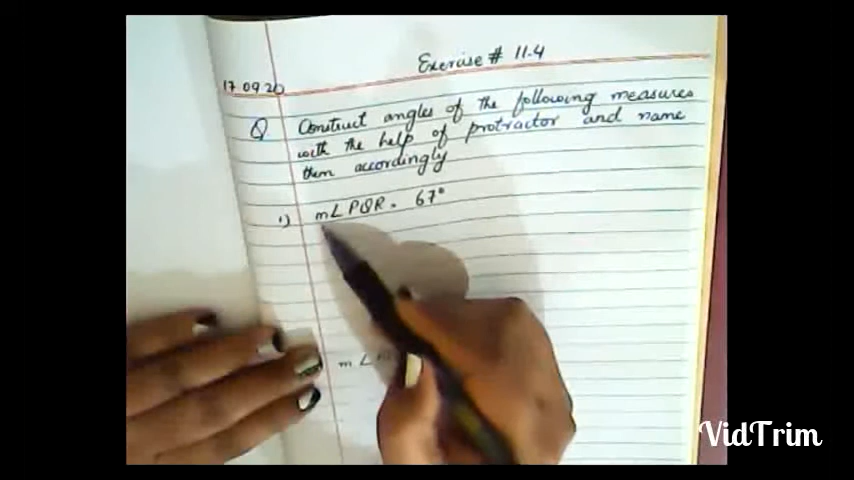 Exercise # 11.4
17 09 20
Q Construct angles of the following measures
with the help of protractor and name
them accordingly
1) m∠PQR = 67°
m∠
VidTrim